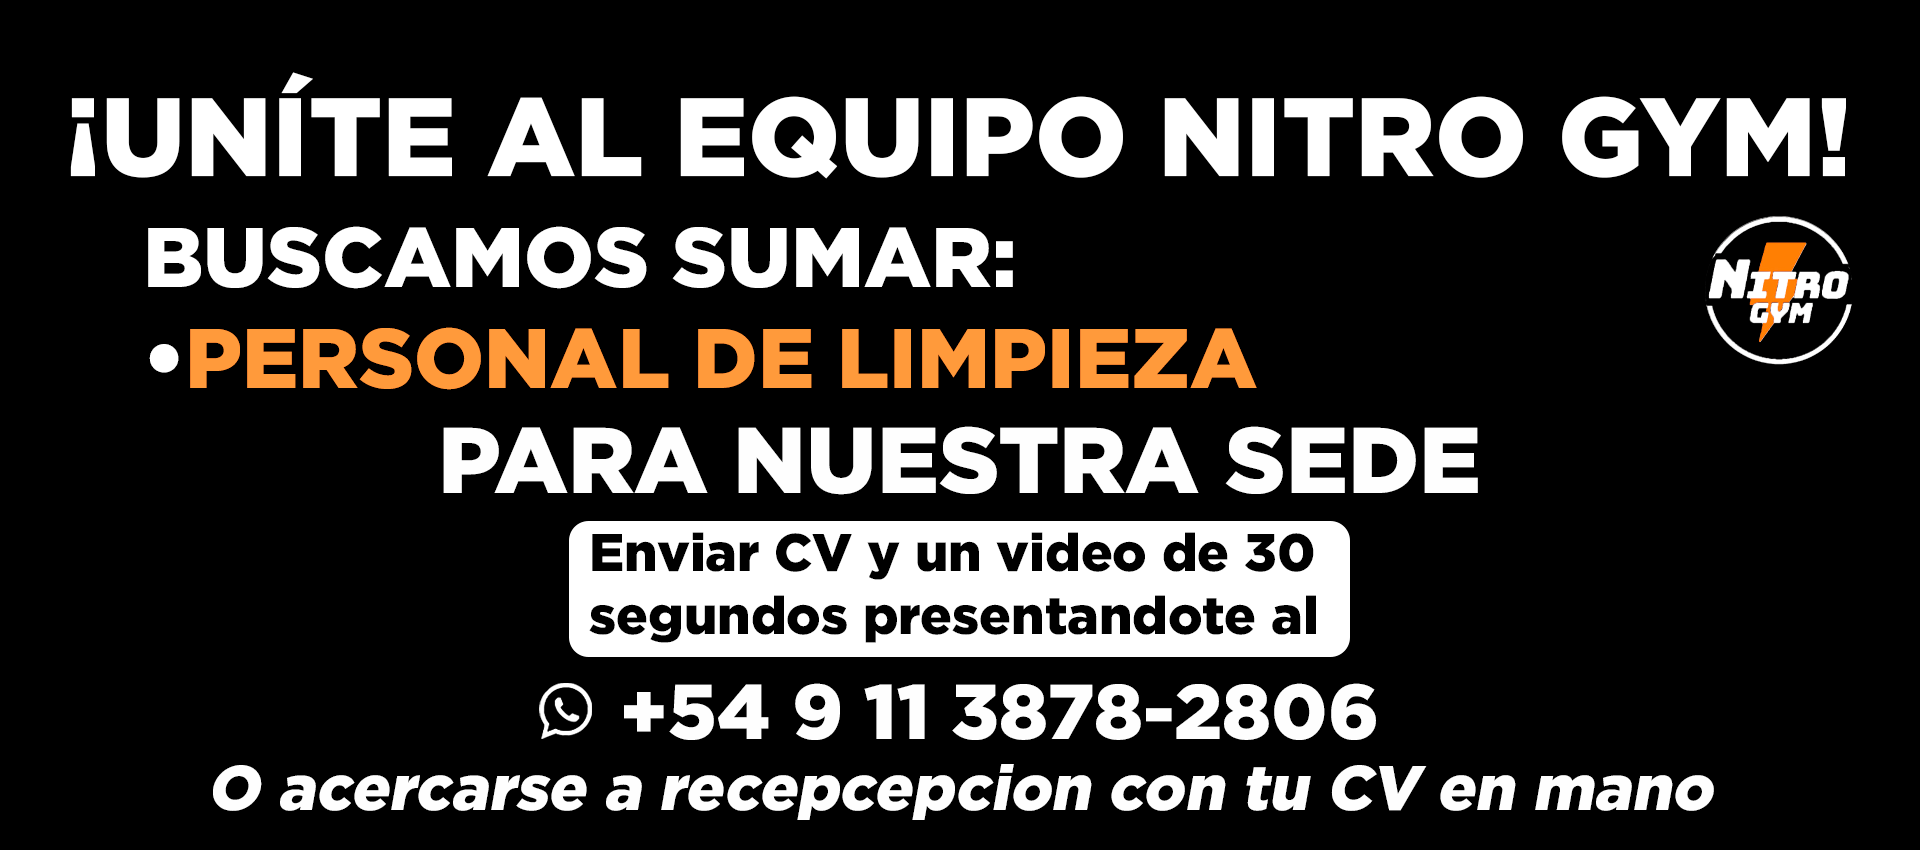 ¡UNÍTE AL EQUIPO NITRO GYM!
BUSCAMOS SUMAR:
•PERSONAL DE LIMPIEZA
NITRO
GYM
PARA NUESTRA SEDE
Enviar CV y un video de 30
segundos presentandote al
+54 9 11 3878-2806
O acercarse a recepcepcion con tu CV en mano